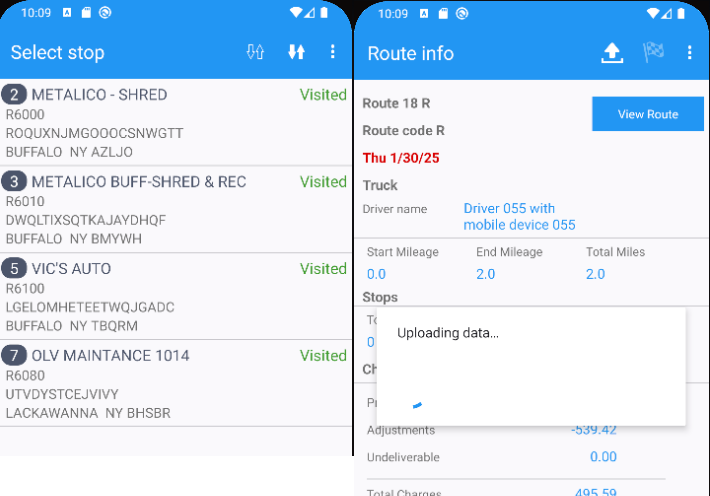 10:09
Select stop
2 METALICO - SHRED Visited
R6000
ROQUXNJMGOOOCSNWGTT
BUFFALO NY AZLJO
3 METALICO BUFF-SHRED & REC Visited
R6010
DWQLTIXSQTKAJAYDHQF
BUFFALO NY BMYWH
5 VIC'S AUTO Visited
R6100
LGELOMHETEETWQJGADC
BUFFALO NY TBQRM
7 OLV MAINTANCE 1014 Visited
R6080
UTVDYSTCEJVIVY
LACKAWANNA NY BHSBR
10:09
Route info
Route 18 R
View Route
Route code R
Thu 1/30/25
Truck
Driver name Driver 055 with
mobile device 055
Start Mileage End Mileage Total Miles
0.0 2.0 2.0
Stops
Uploading data...
Adjustments -539.42
Undeliverable 0.00
Total Charges 495.59